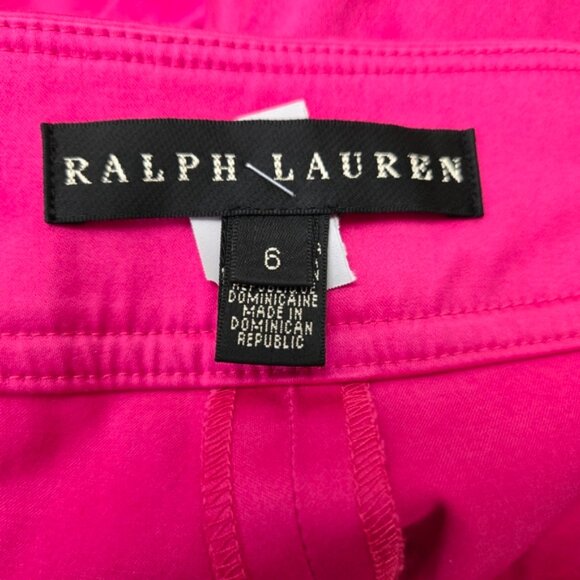 RALPH LAUREN
6
DOMINICAINE
MADE IN
DOMINICAN
REPUBLIC